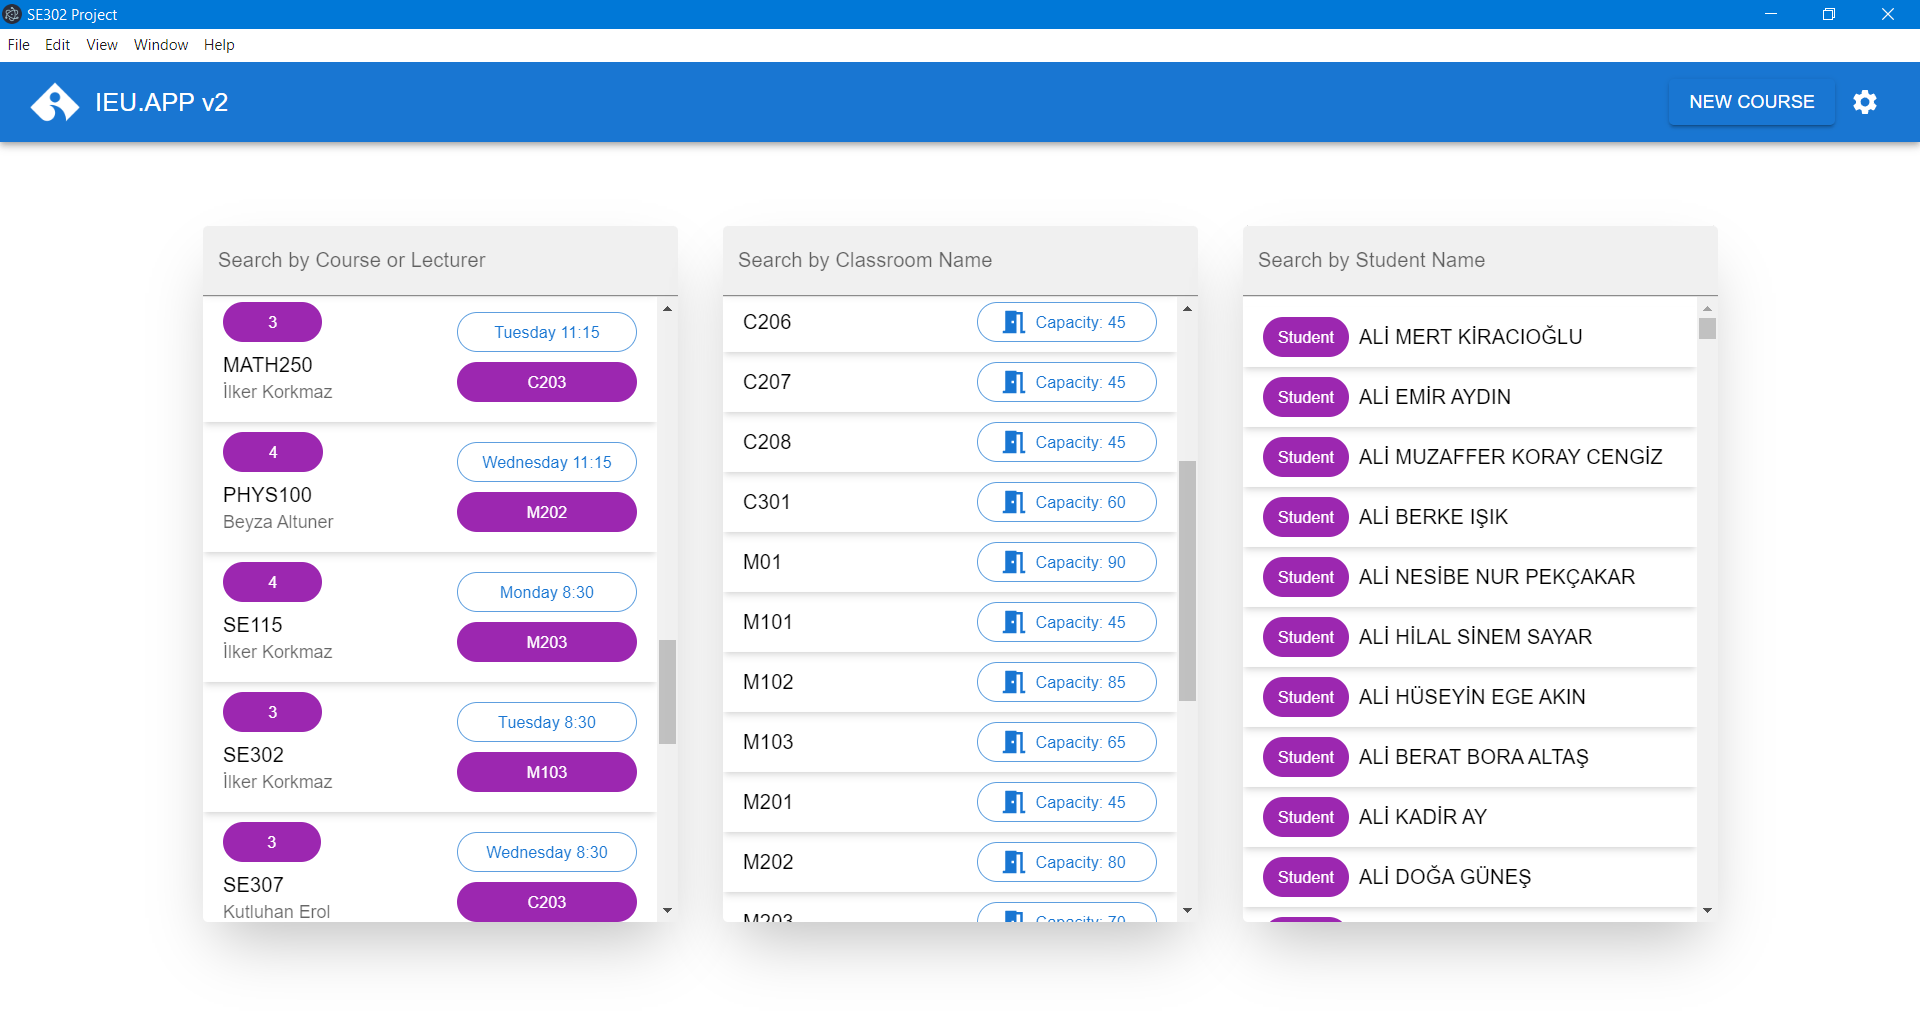 SE302 Project
File Edit View Window Help
IEU.APP v2
NEW COURSE
Search by Course or Lecturer
3
Tuesday 11:15
MATH250
C203
İlker Korkmaz
4
Wednesday 11:15
PHYS100
M202
Beyza Altuner
4
Monday 8:30
SE115
M203
İlker Korkmaz
3
Tuesday 8:30
SE302
M103
İlker Korkmaz
3
Wednesday 8:30
SE307
C203
Kutluhan Erol
Search by Classroom Name
C206 Capacity: 45
C207 Capacity: 45
C208 Capacity: 45
C301 Capacity: 60
M01 Capacity: 90
M101 Capacity: 45
M102 Capacity: 85
M103 Capacity: 65
M201 Capacity: 45
M202 Capacity: 80
M203 Capacity: 70
Search by Student Name
Student ALİ MERT KİRACIOĞLU
Student ALİ EMİR AYDIN
Student ALİ MUZAFFER KORAY CENGİZ
Student ALİ BERKE IŞIK
Student ALİ NESİBE NUR PEKÇAKAR
Student ALİ HİLAL SİNEM SAYAR
Student ALİ HÜSEYİN EGE AKIN
Student ALİ BERAT BORA ALTAŞ
Student ALİ KADİR AY
Student ALİ DOĞA GÜNEŞ